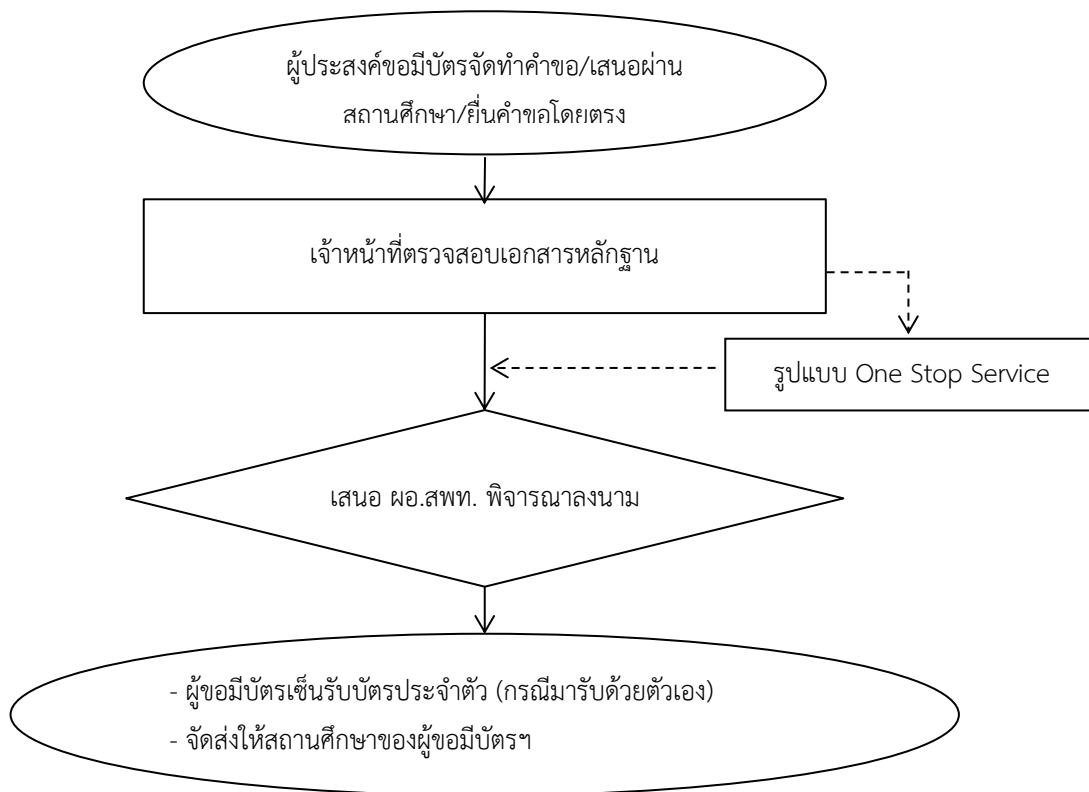 ผู้ประสงค์ขอมีบัตรจัดทำคำขอ/เสนอผ่าน
สถานศึกษา/ยื่นคำขอโดยตรง
เจ้าหน้าที่ตรวจสอบเอกสารหลักฐาน
รูปแบบ One Stop Service
เสนอ ผอ.สพท. พิจารณาลงนาม
- ผู้ขอมีบัตรเซ็นรับบัตรประจำตัว (กรณีมารับด้วยตัวเอง)
- จัดส่งให้สถานศึกษาของผู้ขอมีบัตรฯ